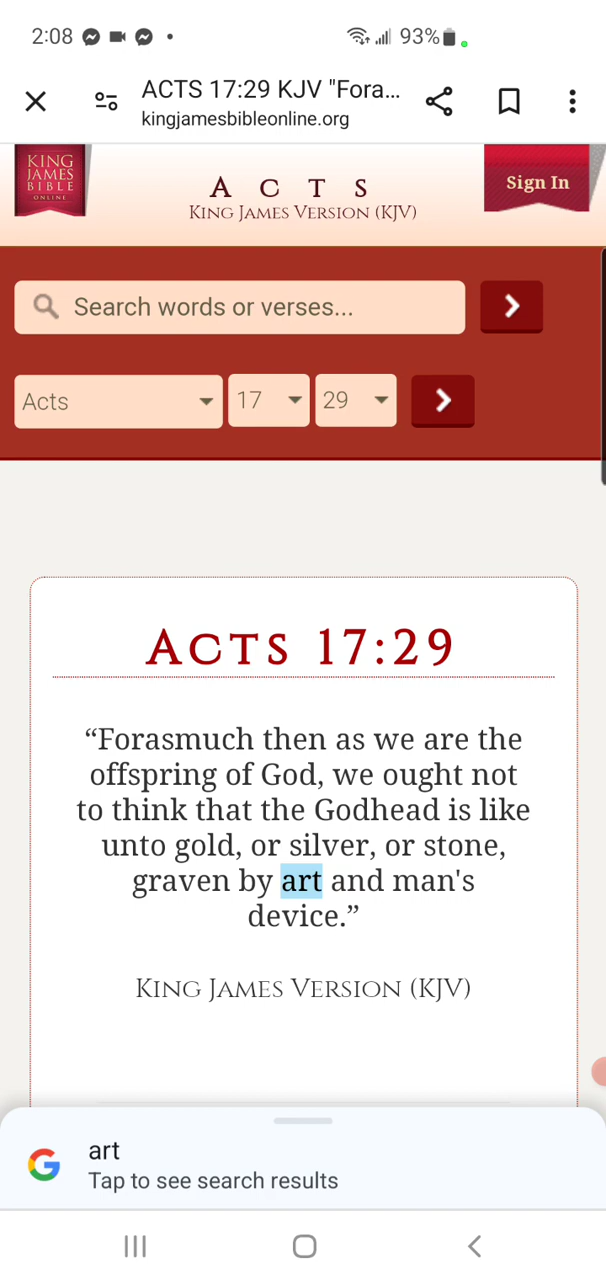 2:08
93%
ACTS 17:29 KJV "Fora...
kingjamesbibleonline.org
KING
JAMES
BIBLE
ONLINE
Acts
King James Version (KJV)
Sign In
Search words or verses...
Acts
17
29
Acts 17:29
“Forasmuch then as we are the
offspring of God, we ought not
to think that the Godhead is like
unto gold, or silver, or stone,
graven by art and man's
device.”
King James Version (KJV)
art
Tap to see search results